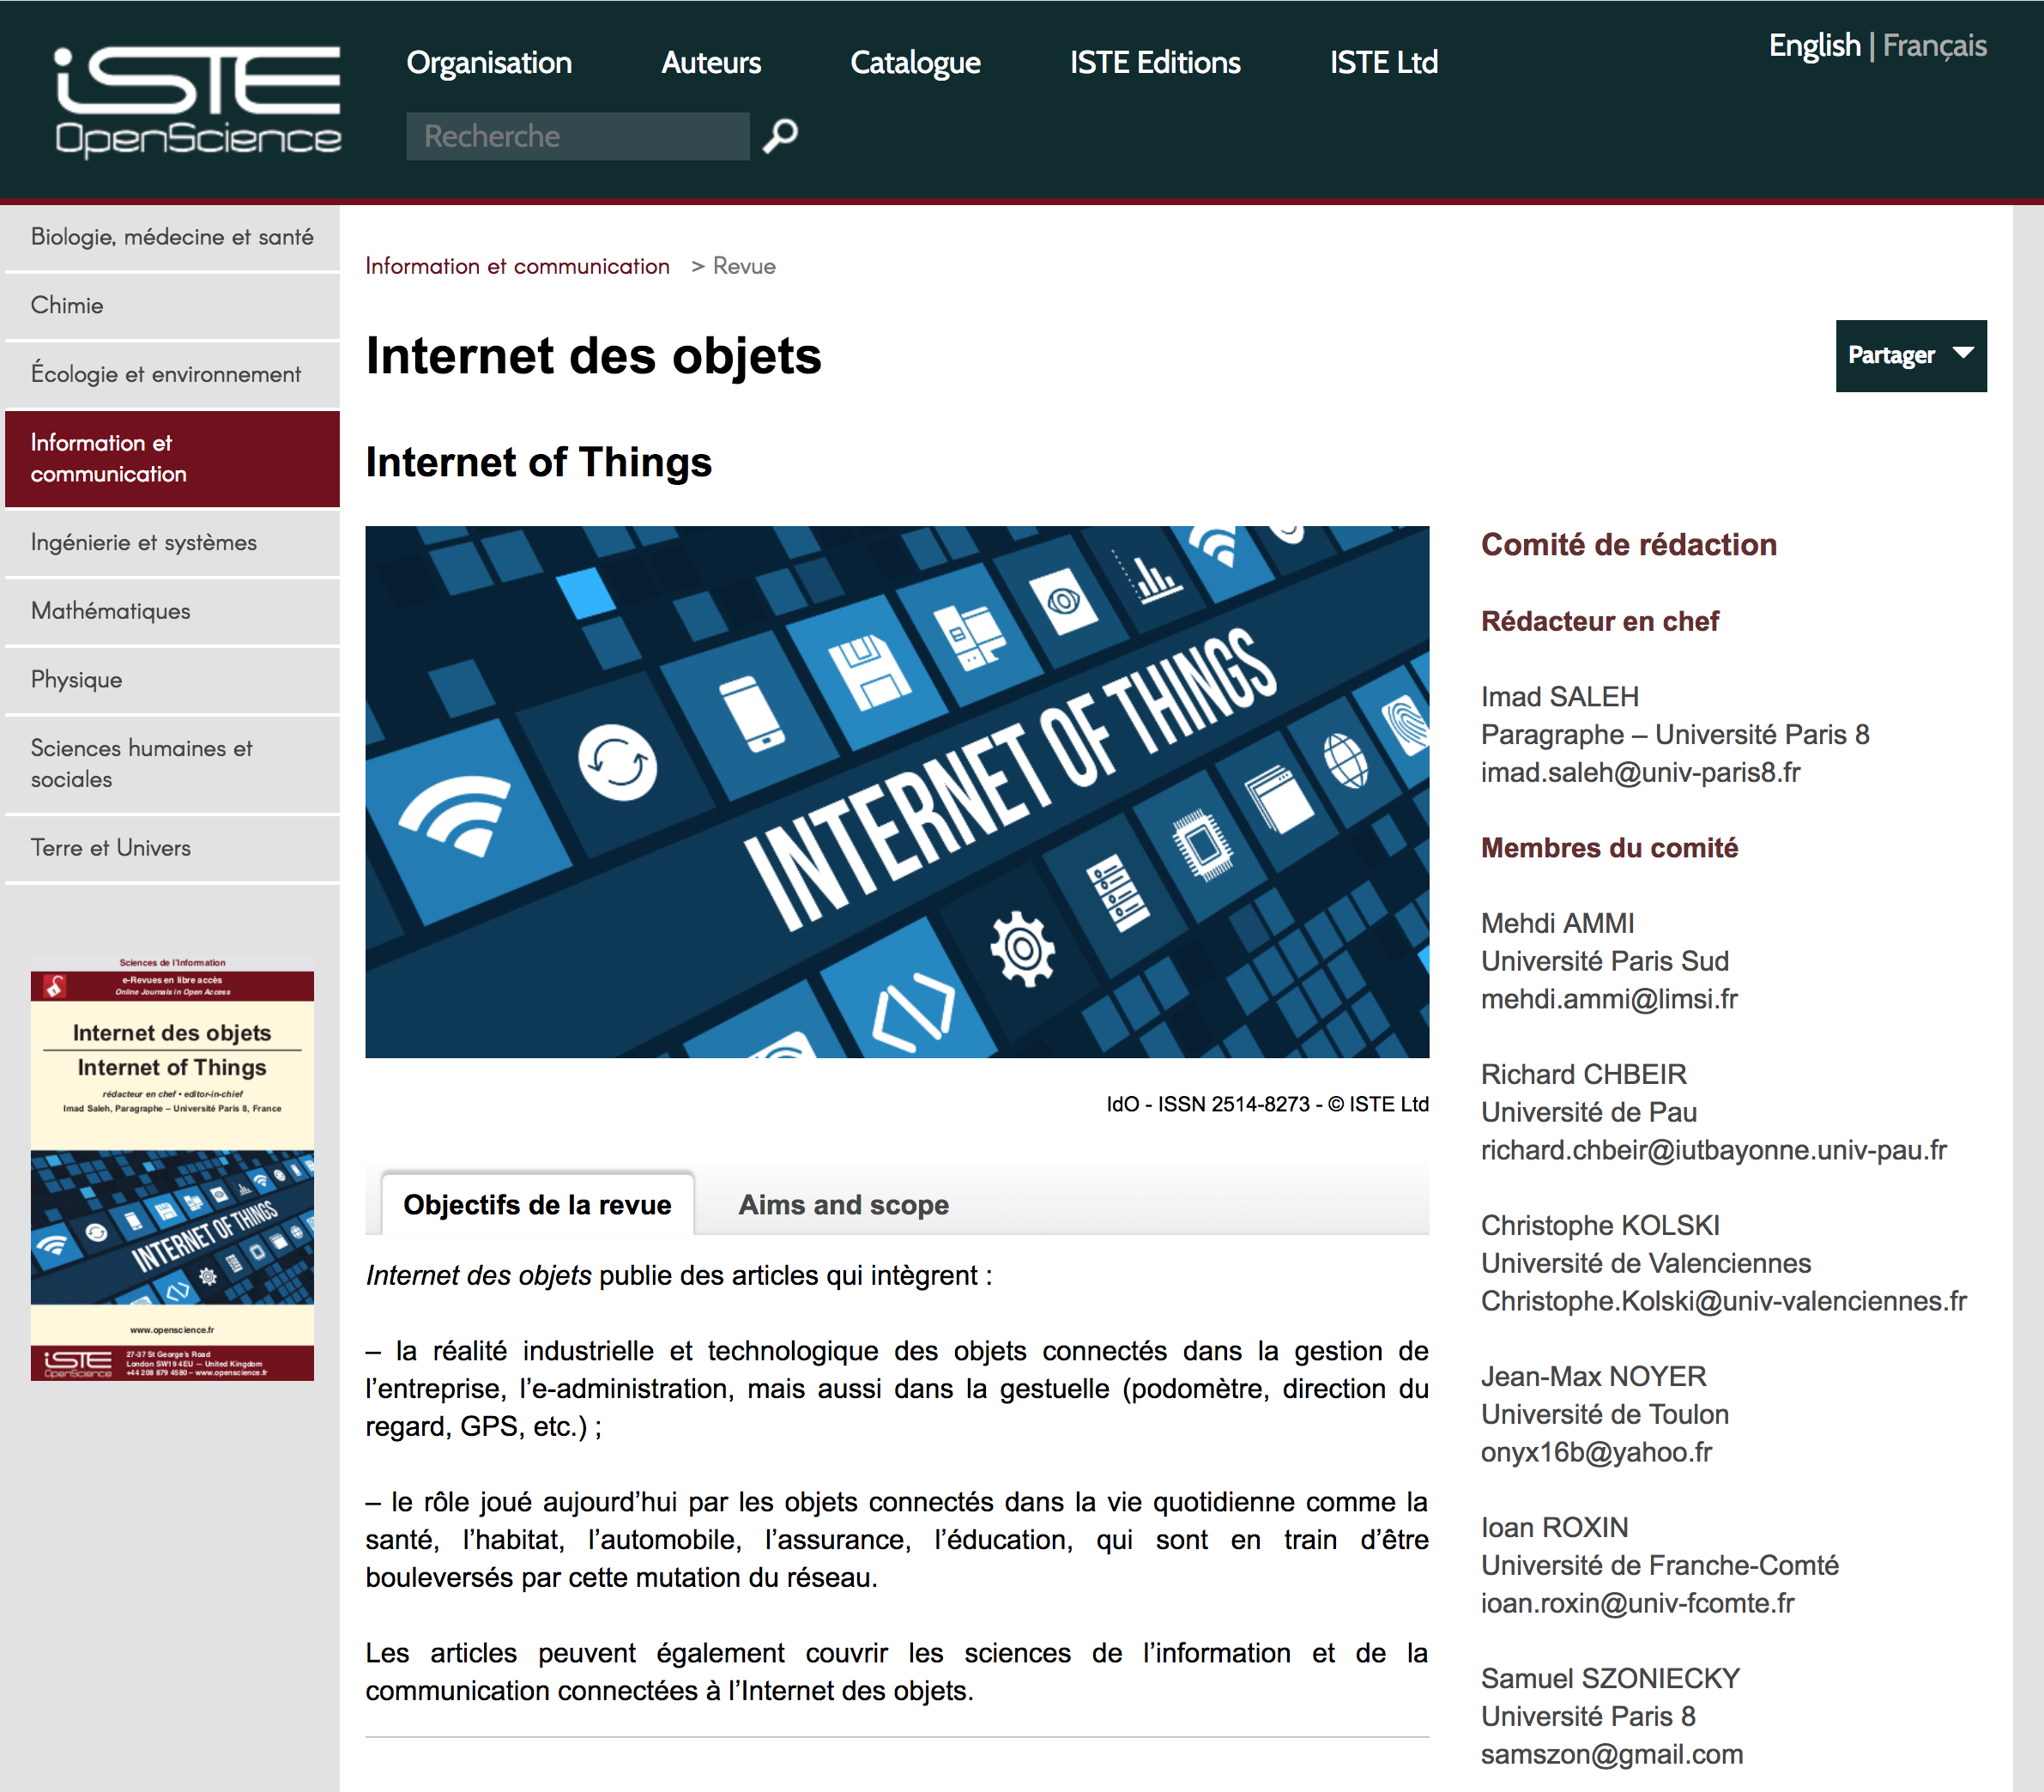 iSTE
OpenScience
Organisation
Auteurs
Catalogue
ISTE Editions
ISTE Ltd
English | Français
Recherche
Biologie, médecine et santé
Chimie
Écologie et environnement
Information et
communication
Ingénierie et systèmes
Mathématiques
Physique
Sciences humaines et
sociales
Terre et Univers
Sciences de l'Information
e-Revues en libre accès
Online Journals in Open Access
Internet des objets
Internet of Things
rédacteur en chef • editor-in-chief
Imad Saleh, Paragraphe – Université Paris 8, France
INTERNET OF THINGS
www.openscience.fr
iSTE
OpenScience
27-37 St George's Road
London SW19 4EU — United Kingdom
+44 208 879 4580 – www.openscience.fr
Information et communication > Revue
Internet des objets
Partager
Internet of Things
INTERNET OF THINGS
IdO - ISSN 2514-8273 - © ISTE Ltd
Objectifs de la revue
Aims and scope
Internet des objets publie des articles qui intègrent :
– la réalité industrielle et technologique des objets connectés dans la gestion de
l’entreprise, l’e-administration, mais aussi dans la gestuelle (podomètre, direction du
regard, GPS, etc.) ;
– le rôle joué aujourd’hui par les objets connectés dans la vie quotidienne comme la
santé, l’habitat, l’automobile, l’assurance, l’éducation, qui sont en train d’être
bouleversés par cette mutation du réseau.
Les articles peuvent également couvrir les sciences de l’information et de la
communication connectées à l’Internet des objets.
Comité de rédaction
Rédacteur en chef
Imad SALEH
Paragraphe – Université Paris 8
imad.saleh@univ-paris8.fr
Membres du comité
Mehdi AMMI
Université Paris Sud
mehdi.ammi@limsi.fr
Richard CHBEIR
Université de Pau
richard.chbeir@iutbayonne.univ-pau.fr
Christophe KOLSKI
Université de Valenciennes
Christophe.Kolski@univ-valenciennes.fr
Jean-Max NOYER
Université de Toulon
onyx16b@yahoo.fr
Ioan ROXIN
Université de Franche-Comté
ioan.roxin@univ-fcomte.fr
Samuel SZONIECKY
Université Paris 8
samszon@gmail.com